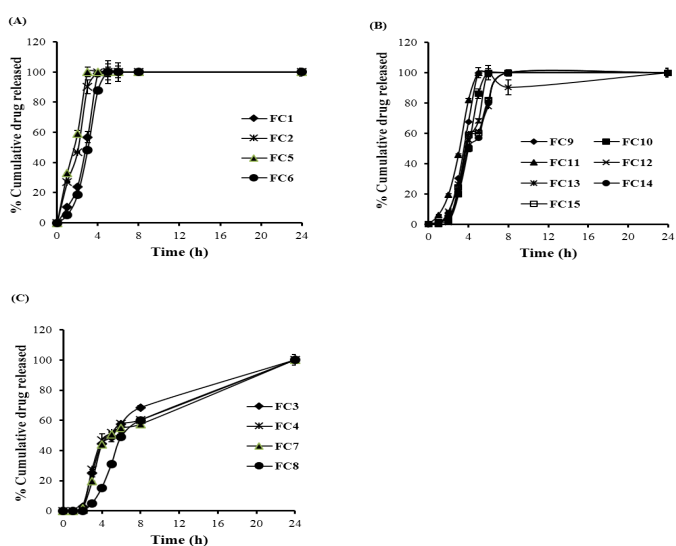 (A)
% Cumulative drug released
120
100
80
60
40
20
0
0 4 8 12 16 20 24
Time (h)
FC1
FC2
FC5
FC6
(B)
% Cumulative drug released
120
100
80
60
40
20
0
0 4 8 12 16 20 24
Time (h)
FC9 FC10
FC11 FC12
FC13 FC14
FC15
(C)
% Cumulative drug released
120
100
80
60
40
20
0
0 4 8 12 16 20 24
Time (h)
FC3
FC4
FC7
FC8